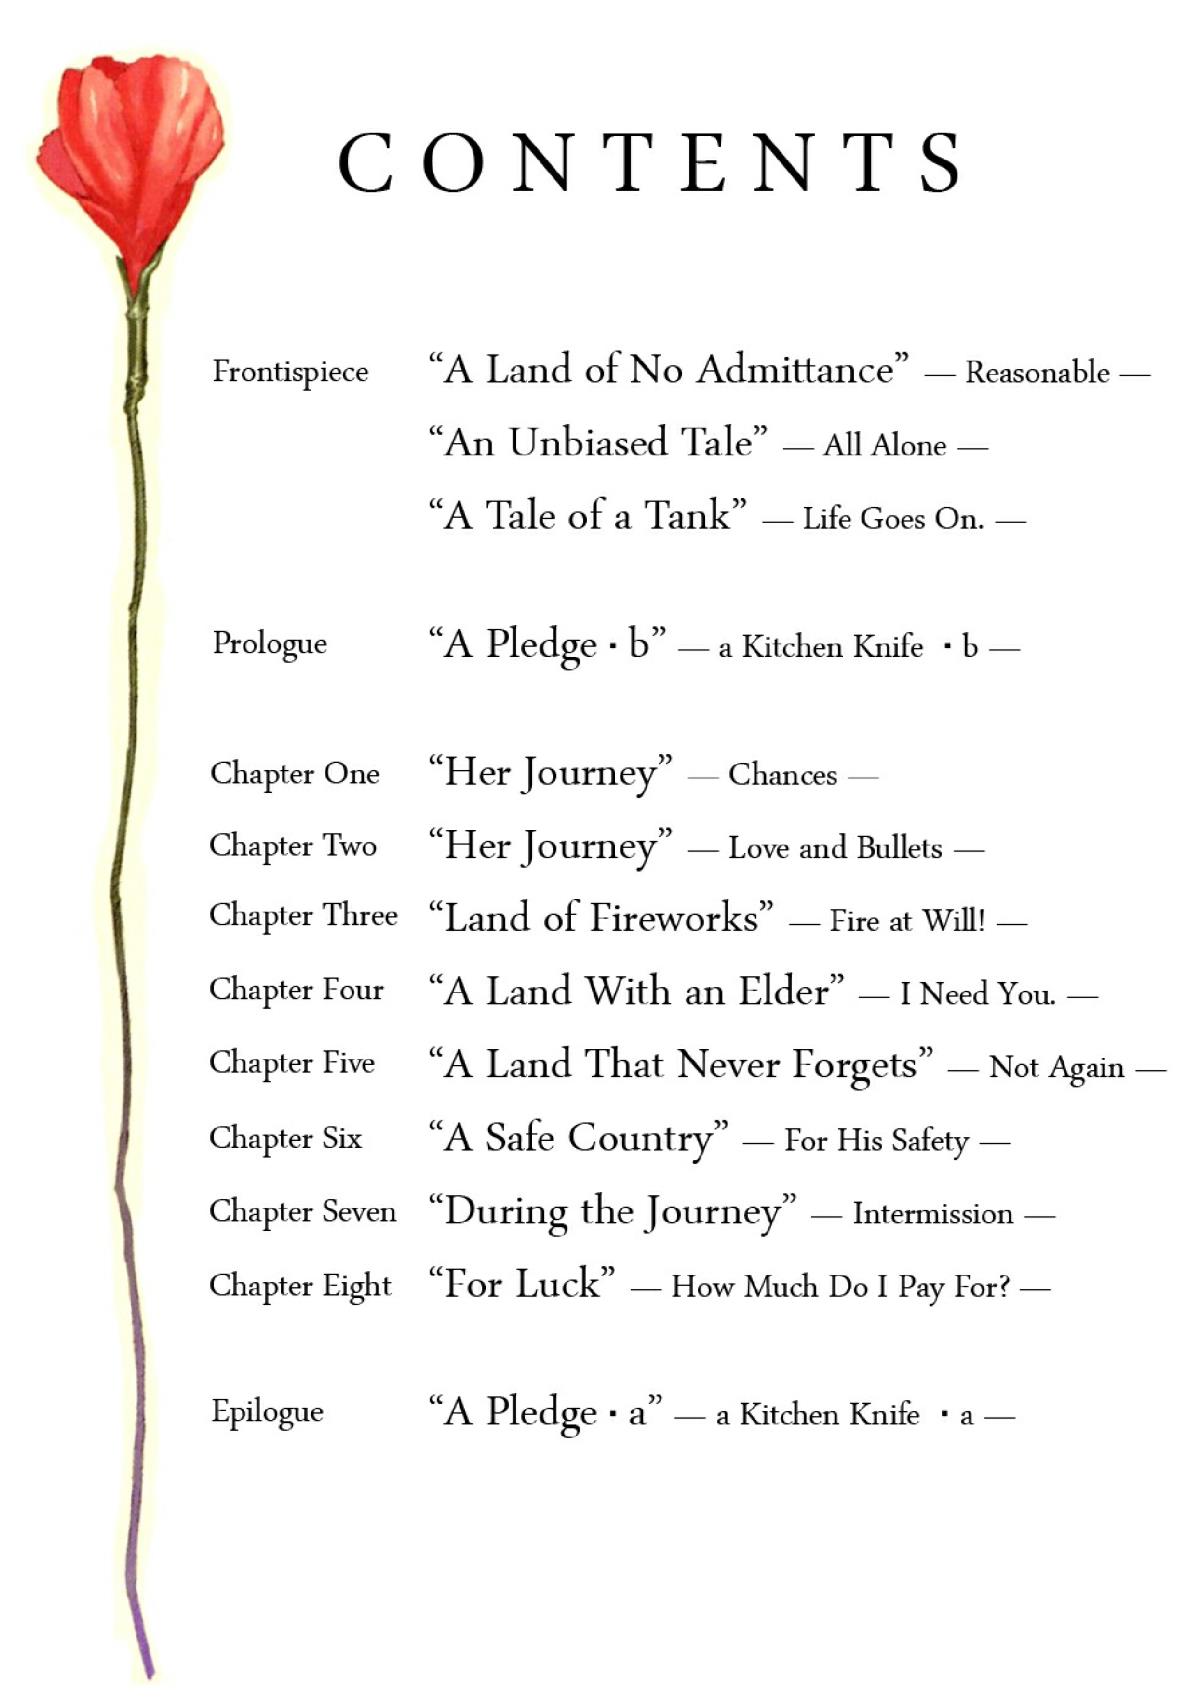 CONTENTS
Frontispiece “A Land of No Admittance” — Reasonable —
“An Unbiased Tale” — All Alone —
“A Tale of a Tank” — Life Goes On. —
Prologue “A Pledge · b” — a Kitchen Knife · b —
Chapter One “Her Journey” — Chances —
Chapter Two “Her Journey” — Love and Bullets —
Chapter Three “Land of Fireworks” — Fire at Will! —
Chapter Four “A Land With an Elder” — I Need You. —
Chapter Five “A Land That Never Forgets” — Not Again —
Chapter Six “A Safe Country” — For His Safety —
Chapter Seven “During the Journey” — Intermission —
Chapter Eight “For Luck” — How Much Do I Pay For? —
Epilogue “A Pledge · a” — a Kitchen Knife · a —